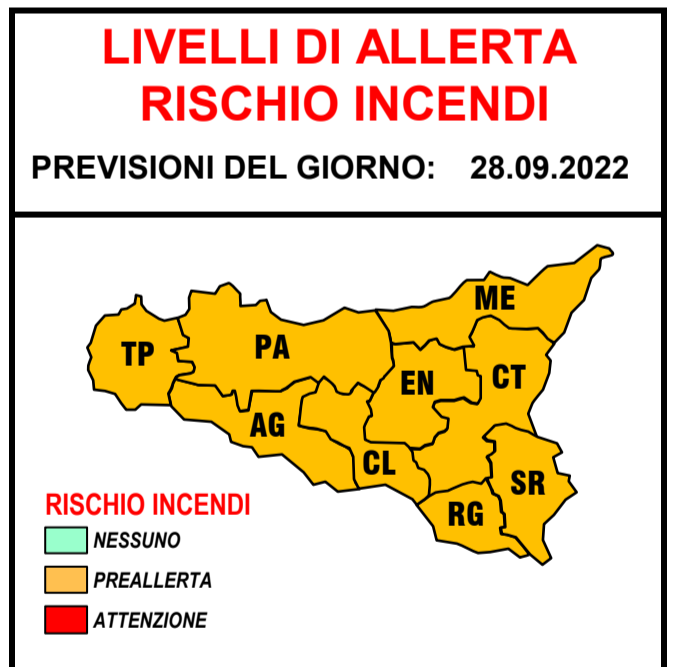 LIVELLI DI ALLERTA
RISCHIO INCENDI
PREVISIONI DEL GIORNO: 28.09.2022
ME
TP
PA
EN
CT
AG
CL
SR
RG
RISCHIO INCENDI
NESSUNO
PREALLERTA
ATTENZIONE